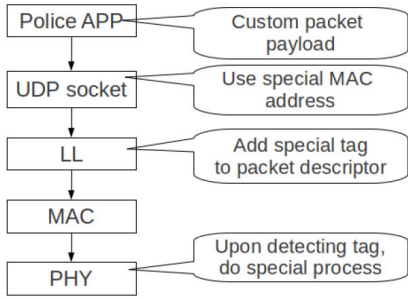 Police APP
Custom packet
payload
UDP socket
Use special MAC
address
LL
Add special tag
to packet descriptor
MAC
PHY
Upon detecting tag,
do special process